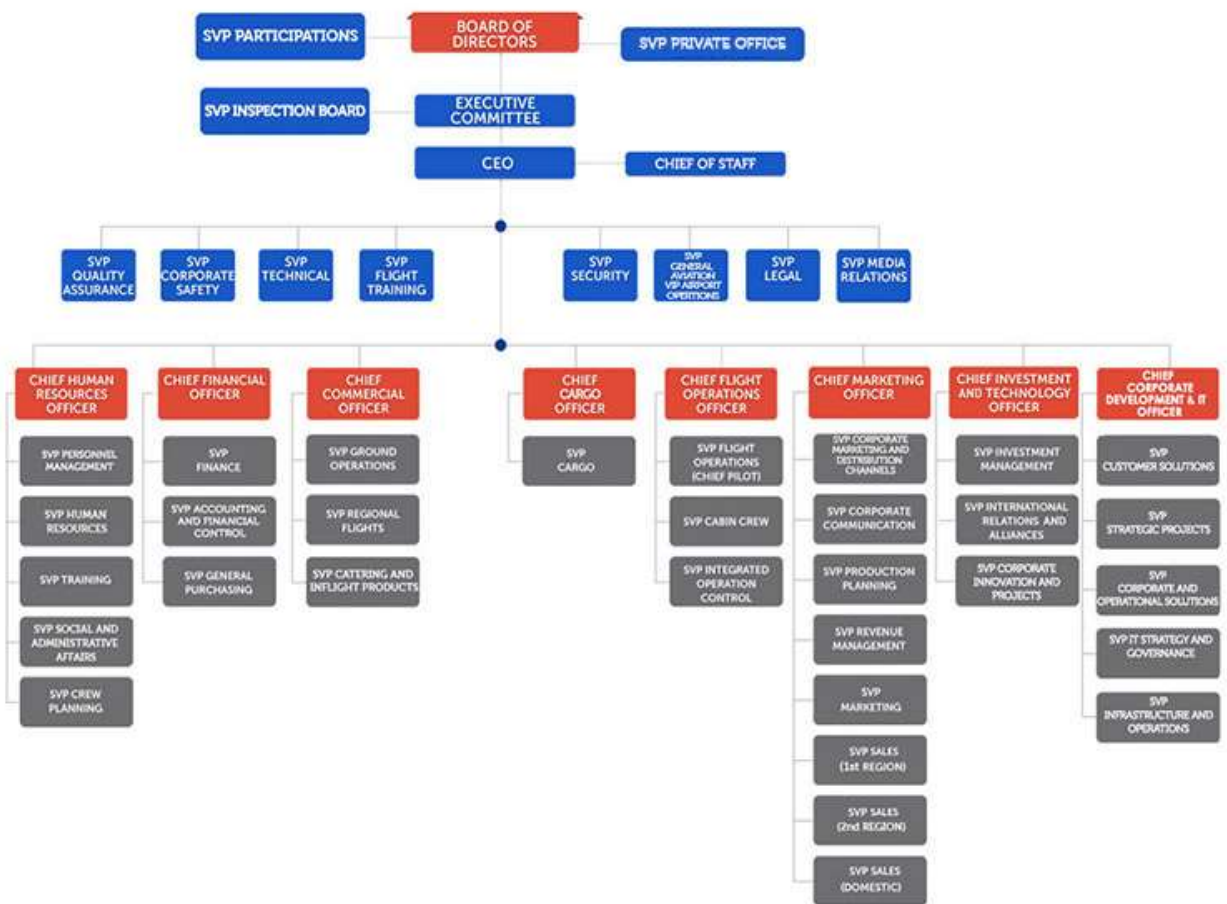 SVP PARTICIPATIONS
BOARD OF
DIRECTORS
SVP PRIVATE OFFICE
SVP INSPECTION BOARD
EXECUTIVE
COMMITTEE
CEO
CHIEF OF STAFF
SVP
QUALITY
ASSURANCE
SVP
CORPORATE
SAFETY
SVP
TECHNICAL
SVP
FLIGHT
TRAINING
SVP
SECURITY
SVP
GENERAL
AVIATION
VIP AIRPORT
OPERTIONS
SVP
LEGAL
SVP MEDIA
RELATIONS
CHIEF HUMAN
RESOURCES
OFFICER
SVP PERSONNEL
MANAGEMENT
SVP HUMAN
RESOURCES
SVP TRAINING
SVP SOCIAL AND
ADMINISTRATIVE
AFFAIRS
SVP CREW
PLANNING
CHIEF FINANCIAL
OFFICER
SVP
FINANCE
SVP ACCOUNTING
AND FINANCIAL
CONTROL
SVP GENERAL
PURCHASING
CHIEF
COMMERCIAL
OFFICER
SVP GROUND
OPERATIONS
SVP REGIONAL
FLIGHTS
SVP CATERING AND
INFLIGHT PRODUCTS
CHIEF
CARGO
OFFICER
SVP
CARGO
CHIEF FLIGHT
OPERATIONS OFFICER
SVP FLIGHT
OPERATIONS
(CHIEF PILOT)
SVP CABIN CREW
SVP INTEGRATED
OPERATION
CONTROL
CHIEF MARKETING
OFFICER
SVP CORPORATE
MARKETING AND
DISTRIBUTION
CHANNELS
SVP CORPORATE
COMMUNICATION
SVP PRODUCTION
PLANNING
SVP REVENUE
MANAGEMENT
SVP
MARKETING
SVP SALES
(1st REGION)
SVP SALES
(2nd REGION)
SVP SALES
(DOMESTIC)
CHIEF INVESTMENT
AND TECHNOLOGY
OFFICER
SVP INVESTMENT
MANAGEMENT
SVP INTERNATIONAL
RELATIONS AND
ALLIANCES
SVP CORPORATE
INNOVATION AND
PROJECTS
CHIEF
CORPORATE
DEVELOPMENT & IT
OFFICER
SVP
CUSTOMER SOLUTIONS
SVP
STRATEGIC PROJECTS
SVP
CORPORATE AND
OPERATIONAL SOLUTIONS
SVP IT STRATEGY AND
GOVERNANCE
SVP
INFRASTRUCTURE AND
OPERATIONS